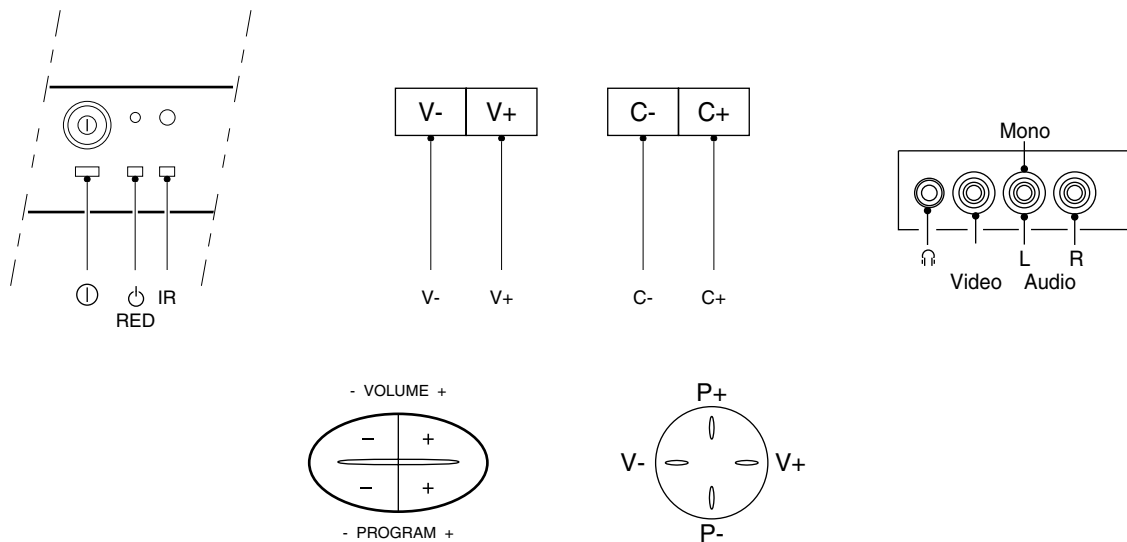 V- V+
C- C+
Mono
V- V+
C- C+
IR
RED
L R
Video Audio
- VOLUME +
− +
− +
- PROGRAM +
P+
V- V+
P-